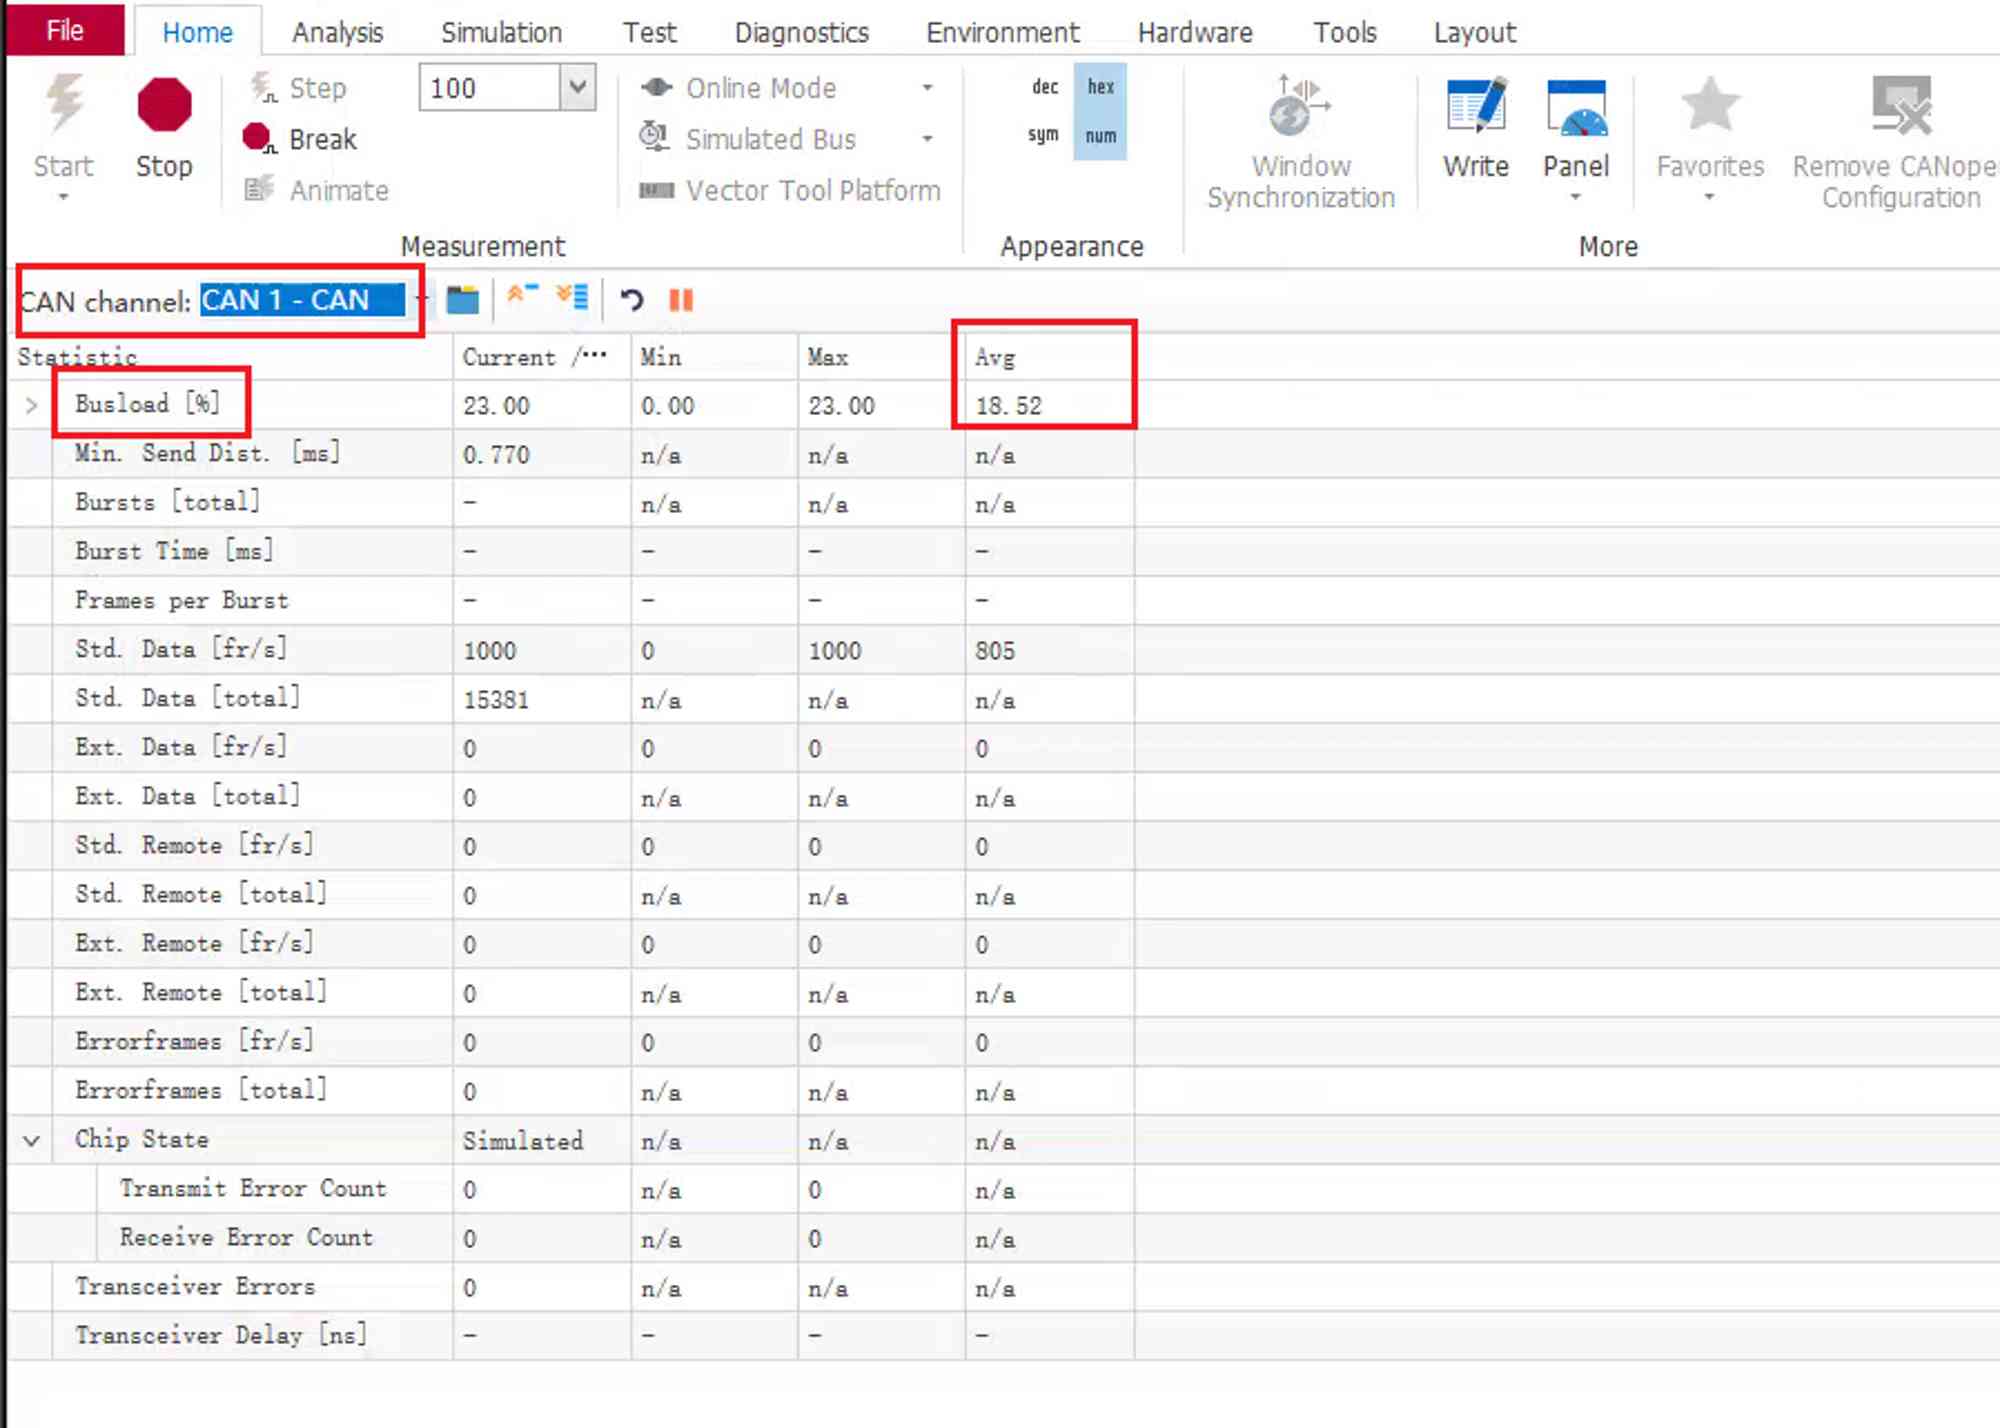 File Home Analysis Simulation Test Diagnostics Environment Hardware Tools Layout
Start
Stop
Step
100
Break
Animate
Measurement
Online Mode
Simulated Bus
Vector Tool Platform
dec hex
sym num
Appearance
Window
Synchronization
Write
Panel
Favorites
Remove CANope
Configuration
More
CAN channel: CAN 1 - CAN
Statistic Current /··· Min Max Avg
Busload [%] 23.00 0.00 23.00 18.52
Min. Send Dist. [ms] 0.770 n/a n/a n/a
Bursts [total] - n/a n/a n/a
Burst Time [ms] - - - -
Frames per Burst - - - -
Std. Data [fr/s] 1000 0 1000 805
Std. Data [total] 15381 n/a n/a n/a
Ext. Data [fr/s] 0 0 0 0
Ext. Data [total] 0 n/a n/a n/a
Std. Remote [fr/s] 0 0 0 0
Std. Remote [total] 0 n/a n/a n/a
Ext. Remote [fr/s] 0 0 0 0
Ext. Remote [total] 0 n/a n/a n/a
Errorframes [fr/s] 0 0 0 0
Errorframes [total] 0 n/a n/a n/a
Chip State Simulated n/a n/a n/a
Transmit Error Count 0 n/a 0 n/a
Receive Error Count 0 n/a 0 n/a
Transceiver Errors 0 n/a n/a n/a
Transceiver Delay [ns] - - - -